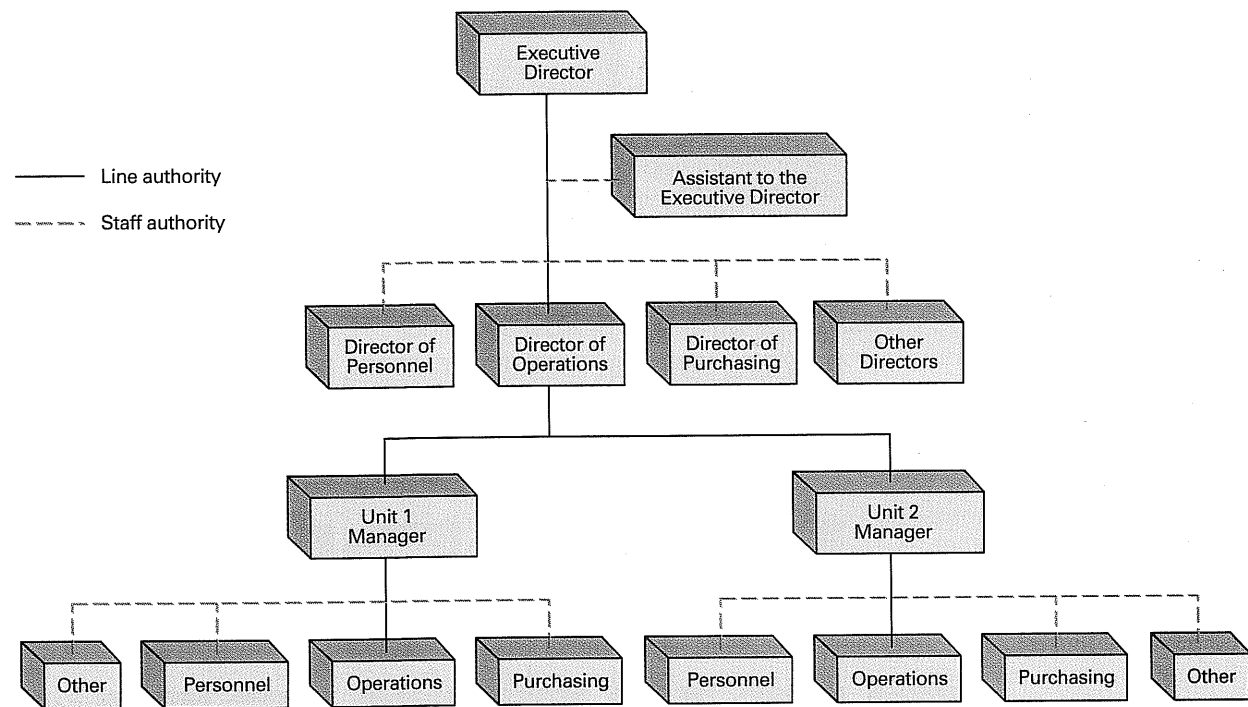 Executive
Director
Assistant to the
Executive Director
Line authority
Staff authority
Director of
Personnel
Director of
Operations
Director of
Purchasing
Other
Directors
Unit 1
Manager
Unit 2
Manager
Other
Personnel
Operations
Purchasing
Personnel
Operations
Purchasing
Other